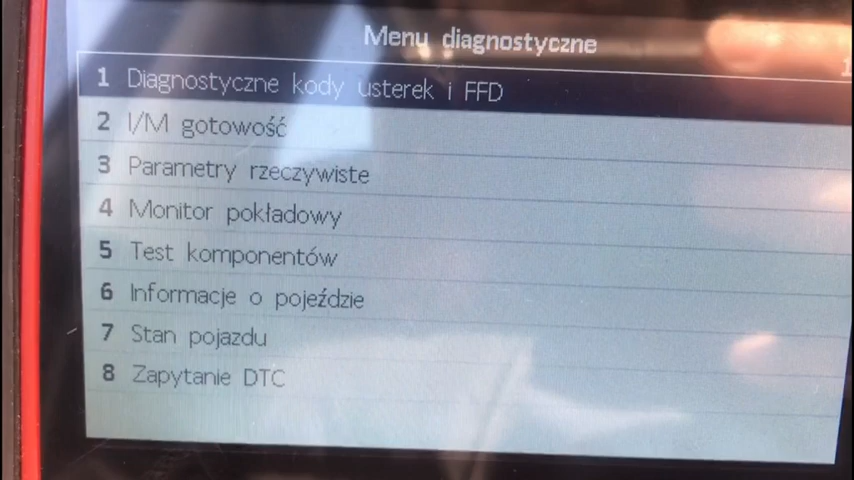 Menu diagnostyczne
1 Diagnostyczne kody usterek i FFD
2 I/M gotowość
3 Parametry rzeczywiste
4 Monitor pokładowy
5 Test komponentów
6 Informacje o pojeździe
7 Stan pojazdu
8 Zapytanie DTC